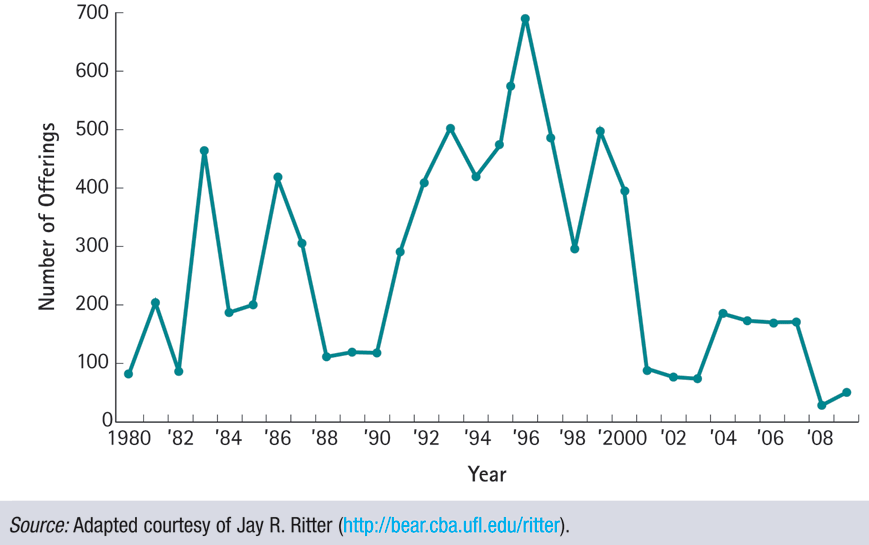 700
600
500
400
300
200
100
0
Number of Offerings
1980 '82 '84 '86 '88 '90 '92 '94 '96 '98 '2000 '02 '04 '06 '08
Year
Source: Adapted courtesy of Jay R. Ritter (http://bear.cba.ufl.edu/ritter).